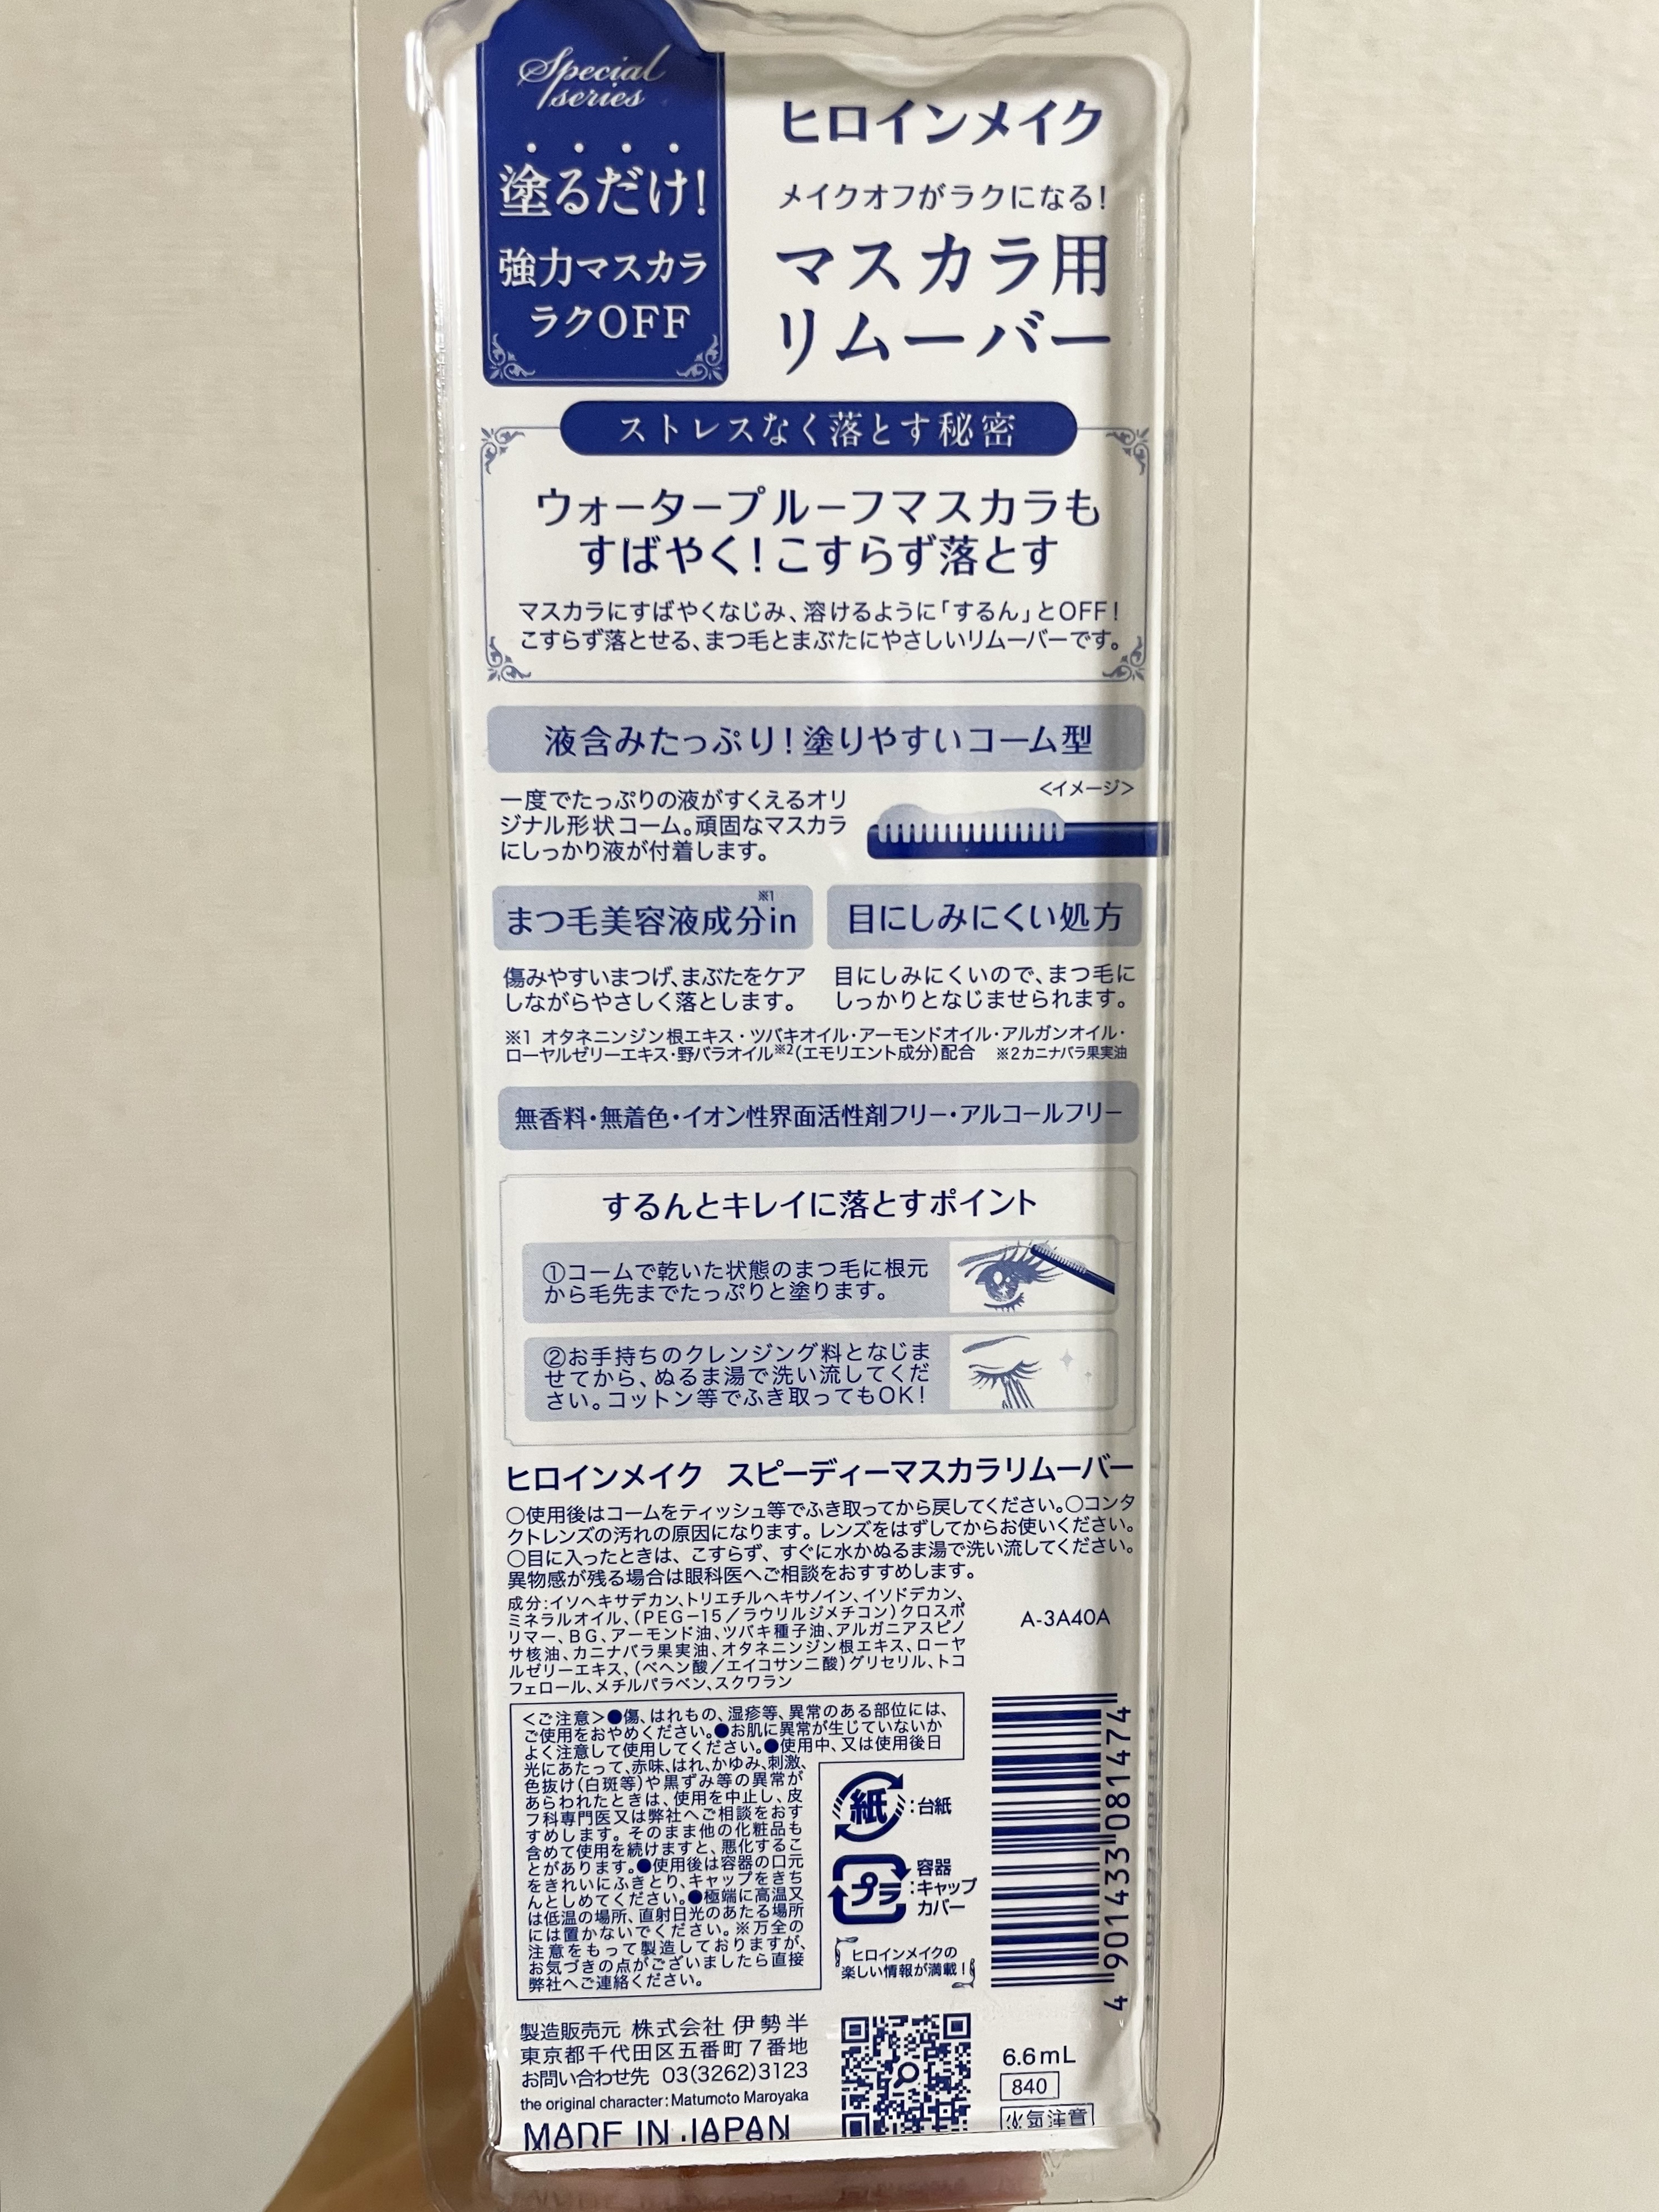 Special
series
塗るだけ!
強力マスカラ
ラクOFF
ヒロインメイク
メイクオフがラクになる!
マスカラ用
リムーバー
ストレスなく落とす秘密
ウォータープルーフマスカラも
すばやく!こすらず落とす
マスカラにすばやくなじみ、溶けるように「するん」とOFF!
こすらず落とせる、まつ毛とまぶたにやさしいリムーバーです。
液含みたっぷり!塗りやすいコーム型
一度でたっぷりの液がすくえるオリ
ジナル形状コーム。頑固なマスカラ
にしっかり液が付着します。
<イメージ>
まつ毛美容液成分in※1
傷みやすいまつげ、まぶたをケア
しながらやさしく落とします。
目にしみにくい処方
目にしみにくいので、まつ毛に
しっかりとなじませられます。
※1 オタネニンジン根エキス・ツバキオイル・アーモンドオイル・アルガンオイル・
ローヤルゼリーエキス・野バラオイル※2(エモリエント成分)配合 ※2カニナバラ果実油
無香料・無着色・イオン性界面活性剤フリー・アルコールフリー
するんとキレイに落とすポイント
①コームで乾いた状態のまつ毛に根元
から毛先までたっぷりと塗ります。
②お手持ちのクレンジング料となじま
せてから、ぬるま湯で洗い流してくだ
さい。コットン等でふき取ってもOK!
ヒロインメイク スピーディーマスカラリムーバー
○使用後はコームをティッシュ等でふき取ってから戻してください。○コンタ
クトレンズの汚れの原因になります。レンズをはずしてからお使いください。
○目に入ったときは、こすらず、すぐに水かぬるま湯で洗い流してください。
異物感が残る場合は眼科医へご相談をおすすめします。
成分:イソヘキサデカン、トリエチルヘキサノイン、イソドデカン、
ミネラルオイル、(PEG-15/ラウリルジメチコン)クロスポ
リマー、BG、アーモンド油、ツバキ種子油、アルガニアスピノ
サ核油、カニナバラ果実油、オタネニンジン根エキス、ローヤ
ルゼリーエキス、(ベヘン酸/エイコサン二酸)グリセリル、トコ
フェロール、メチルパラベン、スクワラン
A-3A40A
<ご注意>●傷、はれもの、湿疹等、異常のある部位には、
ご使用をおやめください。●お肌に異常が生じていないか
よく注意して使用してください。●使用中、又は使用後日
光にあたって、赤味、はれ、かゆみ、刺激、
色抜け(白斑等)や黒ずみ等の異常が
あらわれたときは、使用を中止し、皮
フ科専門医又は弊社へご相談をおす
すめします。そのまま他の化粧品も
含めて使用を続けますと、悪化するこ
とがあります。●使用後は容器の口元
をきれいにふきとり、キャップをきち
んとしめてください。●極端に高温又
は低温の場所、直射日光のあたる場所
には置かないでください。※万全の
注意をもって製造しておりますが、
お気づきの点がございましたら直接
弊社へご連絡ください。
紙:台紙
プラ:容器
キャップ
カバー
ヒロインメイクの
楽しい情報が満載!
4 901433 081474
製造販売元 株式会社 伊勢半
東京都千代田区五番町7番地
お問い合わせ先 03(3262)3123
the original character:Matumoto Maroyaka
MADE IN JAPAN
6.6mL
840
火気注意